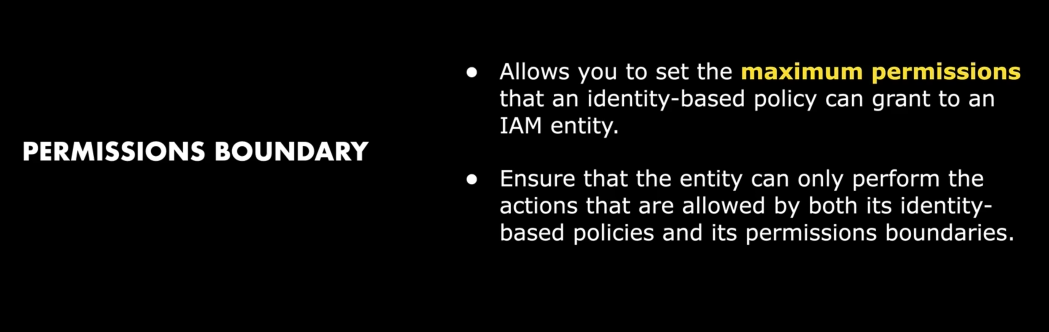 PERMISSIONS BOUNDARY
● Allows you to set the maximum permissions
that an identity-based policy can grant to an
IAM entity.
● Ensure that the entity can only perform the
actions that are allowed by both its identity-
based policies and its permissions boundaries.